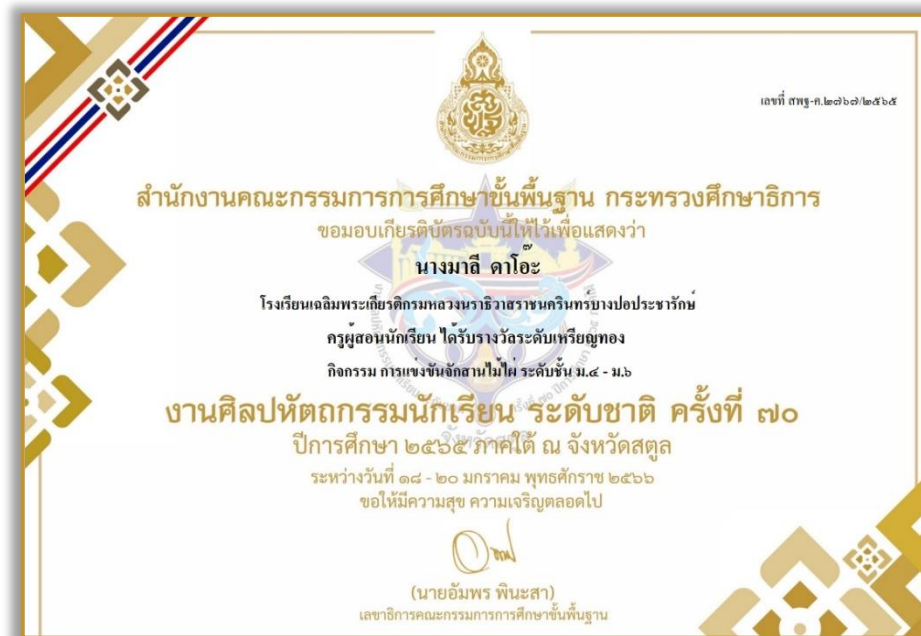 เลขที่ สพฐ-ค.๒๗๖๗/๒๕๖๕
สำนักงานคณะกรรมการการศึกษาขั้นพื้นฐาน กระทรวงศึกษาธิการ
ขอมอบเกียรติบัตรฉบับนี้ให้ไว้เพื่อแสดงว่า
นางมาลี ดาโอ๊ะ
โรงเรียนเฉลิมพระเกียรติกรมหลวงนราธิวาสราชนครินทร์บางปอประชารักษ์
ครูผู้สอนนักเรียน ได้รับรางวัลระดับเหรียญทอง
กิจกรรม การแข่งขันจักสานไม้ไผ่ ระดับชั้น ม.๔ - ม.๖
งานศิลปหัตถกรรมนักเรียน ระดับชาติ ครั้งที่ ๗๐
ปีการศึกษา ๒๕๖๕ ภาคใต้ ณ จังหวัดสตูล
ระหว่างวันที่ ๑๘ - ๒๐ มกราคม พุทธศักราช ๒๕๖๖
ขอให้มีความสุข ความเจริญตลอดไป
(นายอัมพร พินะสา)
เลขาธิการคณะกรรมการการศึกษาขั้นพื้นฐาน